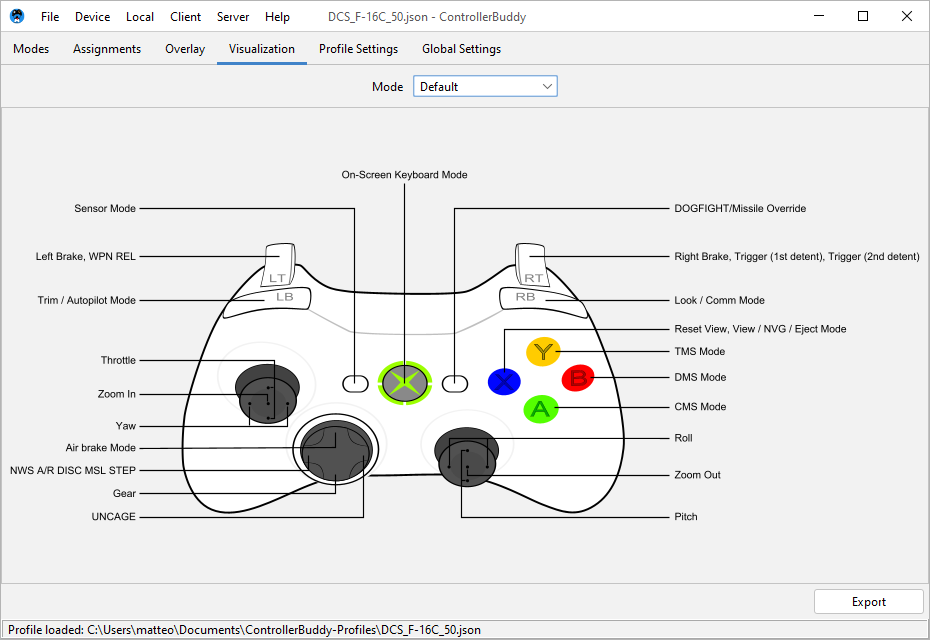 File Device Local Client Server Help DCS_F-16C_50.json - ControllerBuddy
Modes Assignments Overlay Visualization Profile Settings Global Settings
Mode Default
On-Screen Keyboard Mode
Sensor Mode
DOGFIGHT/Missile Override
Left Brake, WPN REL
Right Brake, Trigger (1st detent), Trigger (2nd detent)
LT
RT
Trim / Autopilot Mode
LB
RB
Look / Comm Mode
Reset View, View / NVG / Eject Mode
Y
TMS Mode
Throttle
X
B
DMS Mode
Zoom In
A
CMS Mode
Yaw
Roll
Air brake Mode
NWS A/R DISC MSL STEP
Zoom Out
Gear
UNCAGE
Pitch
Export
Profile loaded: C:\Users\matteo\Documents\ControllerBuddy-Profiles\DCS_F-16C_50.json